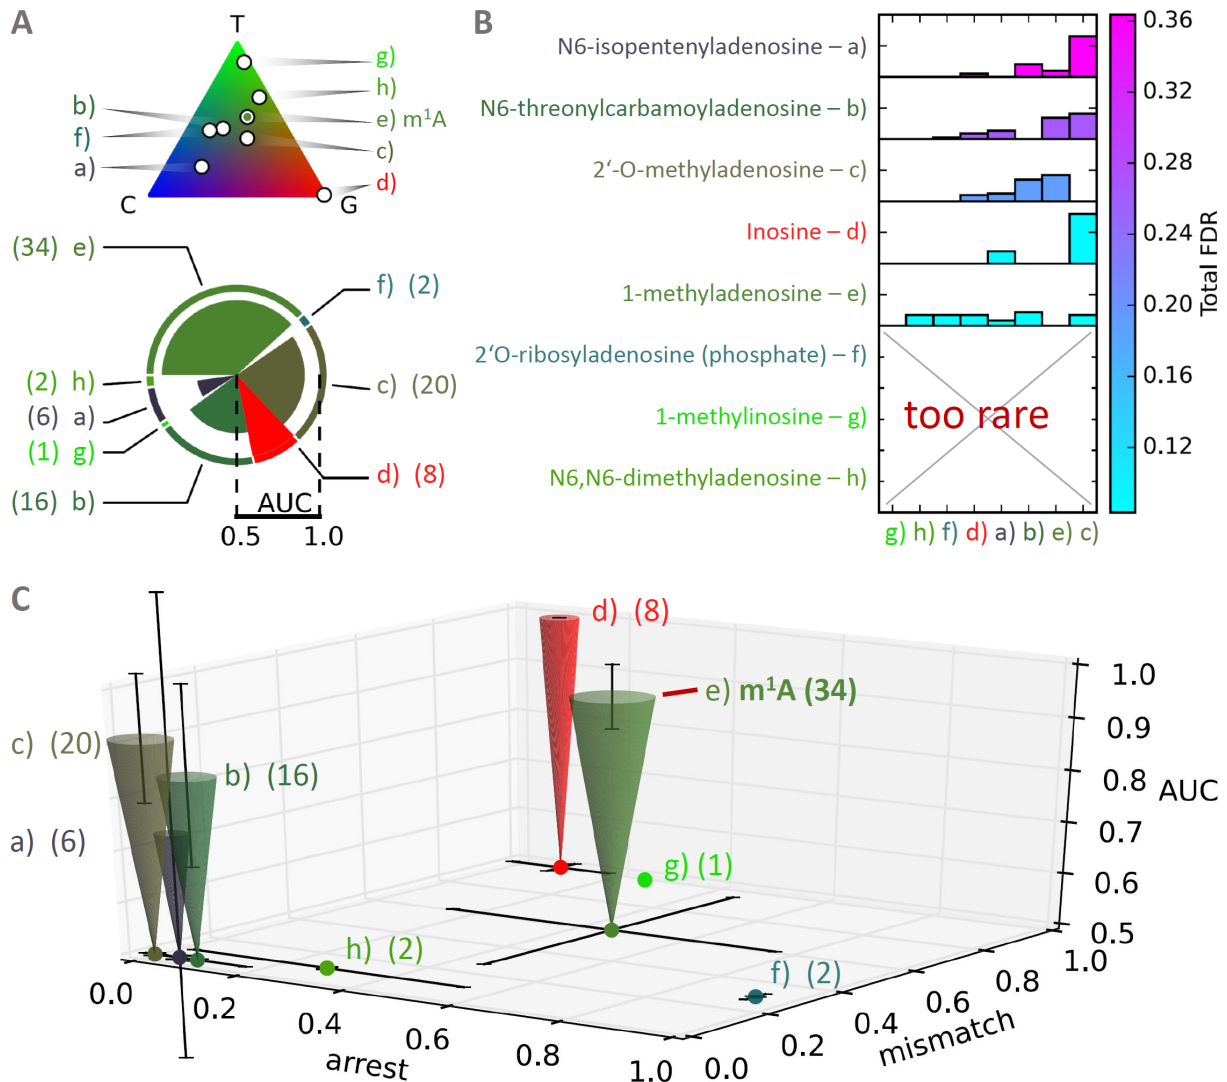 A
T
g)
h)
b)
e) m¹A
f)
c)
a)
d)
C
G
(34) e)
f) (2)
(2) h)
c) (20)
(6) a)
(1) g)
d) (8)
(16) b)
AUC
0.5 1.0
B
N6-isopentenyladenosine – a)
N6-threonylcarbamoyladenosine – b)
2‘-O-methyladenosine – c)
Inosine – d)
1-methyladenosine – e)
2‘O-ribosyladenosine (phosphate) – f)
1-methylinosine – g)
N6,N6-dimethyladenosine – h)
too rare
g) h) f) d) a) b) e) c)
0.36
0.32
0.28
0.24
0.20
0.16
0.12
Total FDR
C
d) (8)
e) m¹A (34)
c) (20)
b) (16)
a) (6)
g) (1)
h) (2)
f) (2)
1.0
0.9
0.8
0.7
0.6
0.5
AUC
0.0 0.2 0.4 0.6 0.8 1.0
arrest
0.0 0.2 0.4 0.6 0.8 1.0
mismatch